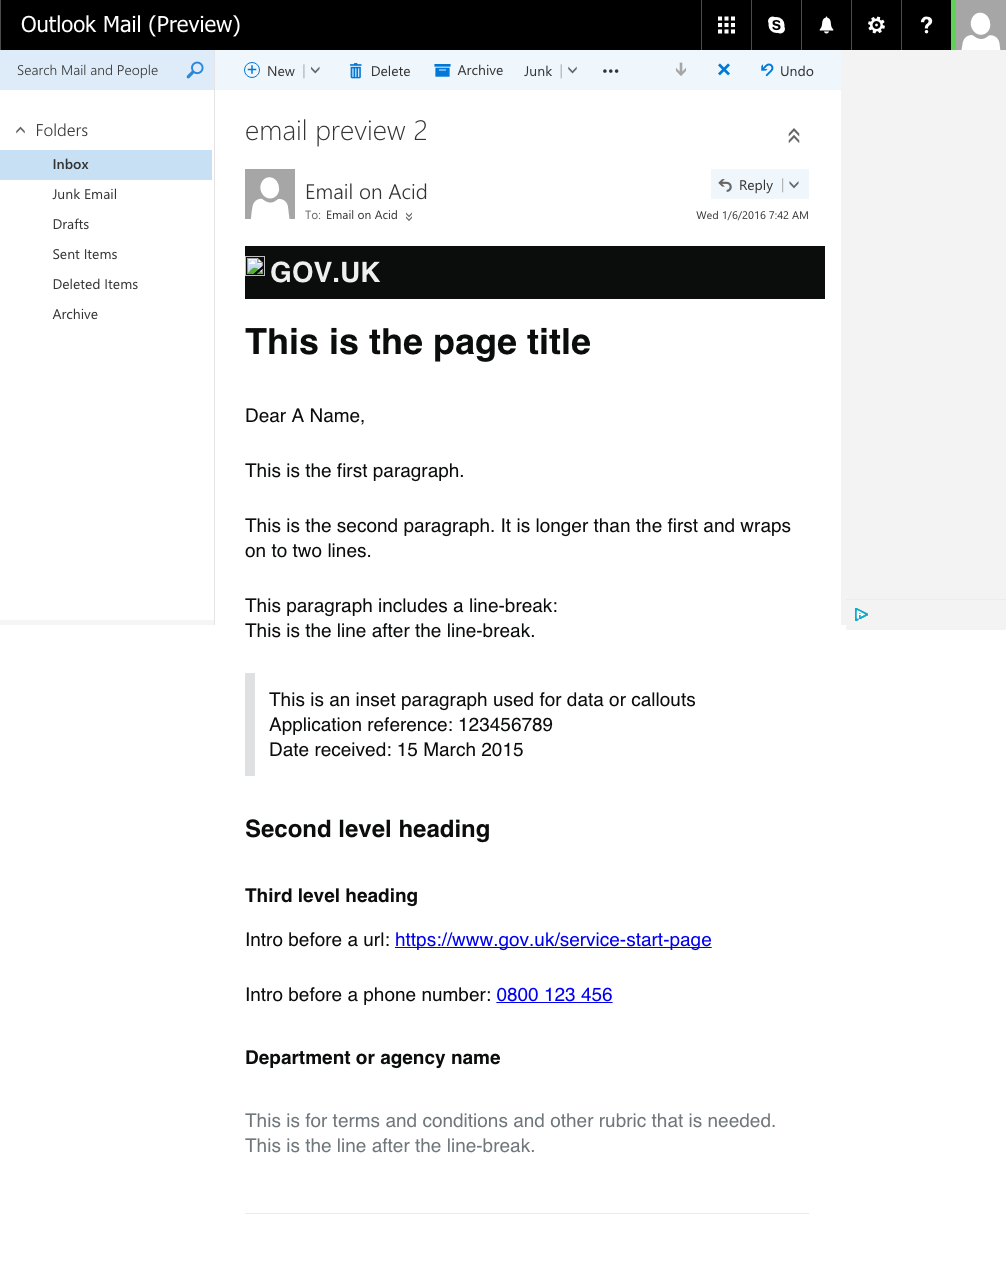 Outlook Mail (Preview)
?
Search Mail and People
New
Delete
Archive
Junk
•••
Undo
Folders
Inbox
Junk Email
Drafts
Sent Items
Deleted Items
Archive
email preview 2
Email on Acid
To: Email on Acid
Reply
Wed 1/6/2016 7:42 AM
GOV.UK
This is the page title
Dear A Name,
This is the first paragraph.
This is the second paragraph. It is longer than the first and wraps
on to two lines.
This paragraph includes a line-break:
This is the line after the line-break.
This is an inset paragraph used for data or callouts
Application reference: 123456789
Date received: 15 March 2015
Second level heading
Third level heading
Intro before a url: https://www.gov.uk/service-start-page
Intro before a phone number: 0800 123 456
Department or agency name
This is for terms and conditions and other rubric that is needed.
This is the line after the line-break.